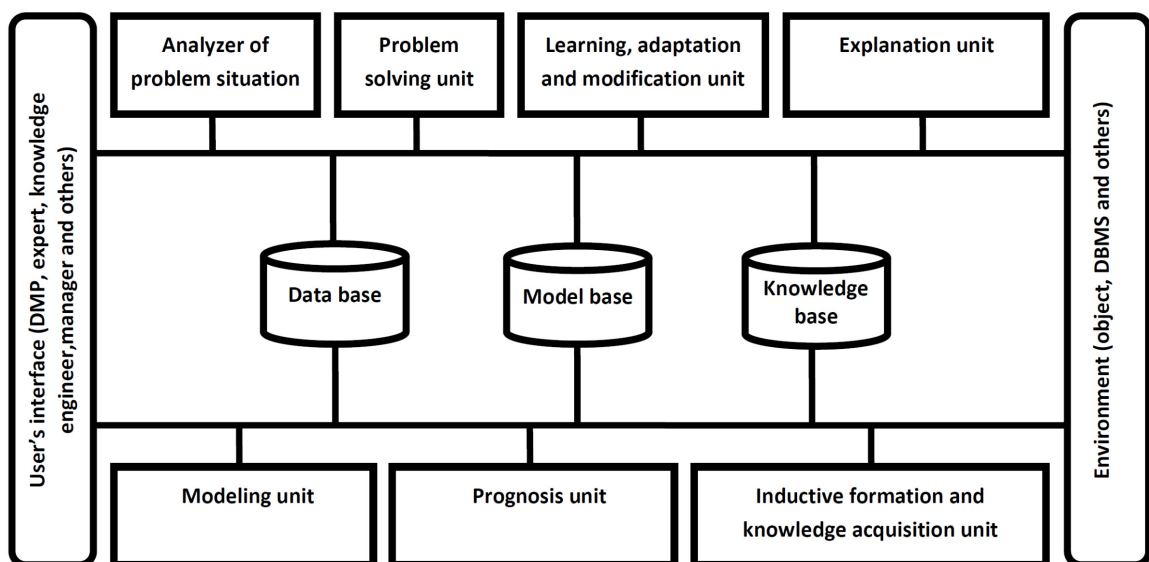 Analyzer of
problem situation
Problem
solving unit
Learning, adaptation
and modification unit
Explanation unit
User's interface (DMP, expert, knowledge
engineer,manager and others)
Data base
Model base
Knowledge
base
Environment (object, DBMS and others)
Modeling unit
Prognosis unit
Inductive formation and
knowledge acquisition unit